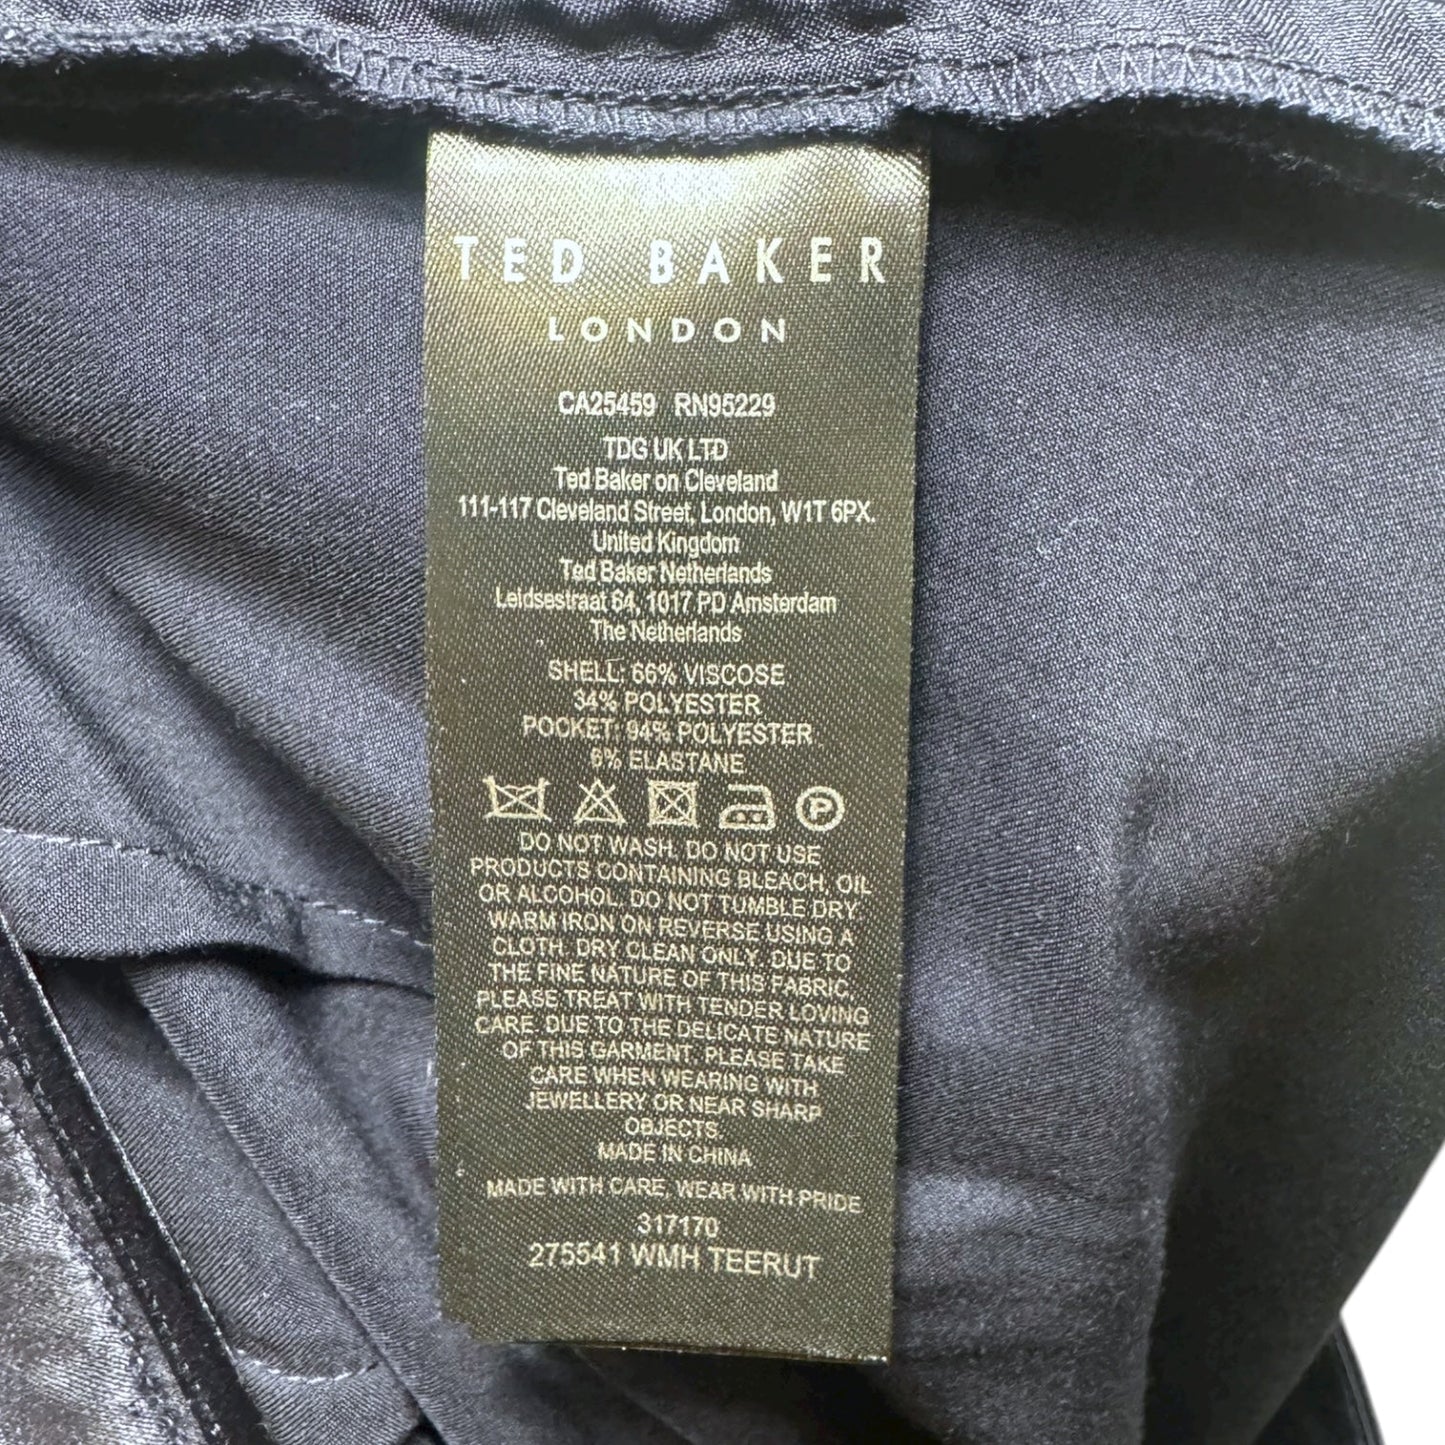 TED BAKER
LONDON
CA25459 RN95229
TDG UK LTD
Ted Baker on Cleveland
111-117 Cleveland Street, London, W1T 6PX.
United Kingdom
Ted Baker Netherlands
Leidsestraat 64, 1017 PD Amsterdam
The Netherlands
SHELL: 66% VISCOSE
34% POLYESTER
POCKET: 94% POLYESTER
6% ELASTANE
P
DO NOT WASH. DO NOT USE
PRODUCTS CONTAINING BLEACH, OIL
OR ALCOHOL. DO NOT TUMBLE DRY.
WARM IRON ON REVERSE USING A
CLOTH. DRY CLEAN ONLY. DUE TO
THE FINE NATURE OF THIS FABRIC,
PLEASE TREAT WITH TENDER LOVING
CARE. DUE TO THE DELICATE NATURE
OF THIS GARMENT. PLEASE TAKE
CARE WHEN WEARING WITH
JEWELLERY OR NEAR SHARP
OBJECTS.
MADE IN CHINA
MADE WITH CARE, WEAR WITH PRIDE
317170
275541 WMH TEERUT